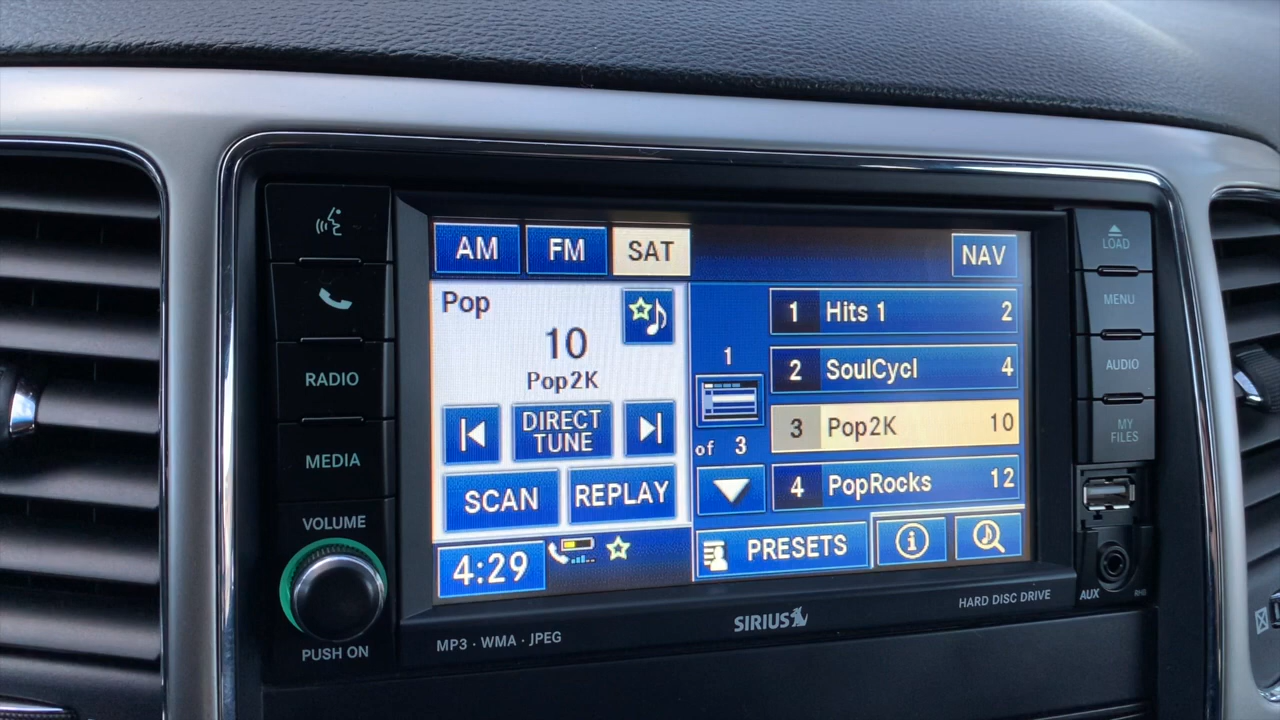 AM FM SAT NAV
Pop
10
Pop2K
DIRECT
TUNE
SCAN REPLAY
4:29
1
of 3
1 Hits 1 2
2 SoulCycl 4
3 Pop2K 10
4 PopRocks 12
PRESETS
i
RADIO
MEDIA
VOLUME
PUSH ON
LOAD
MENU
AUDIO
MY
FILES
AUX
MP3 · WMA · JPEG
SIRIUS
HARD DISC DRIVE